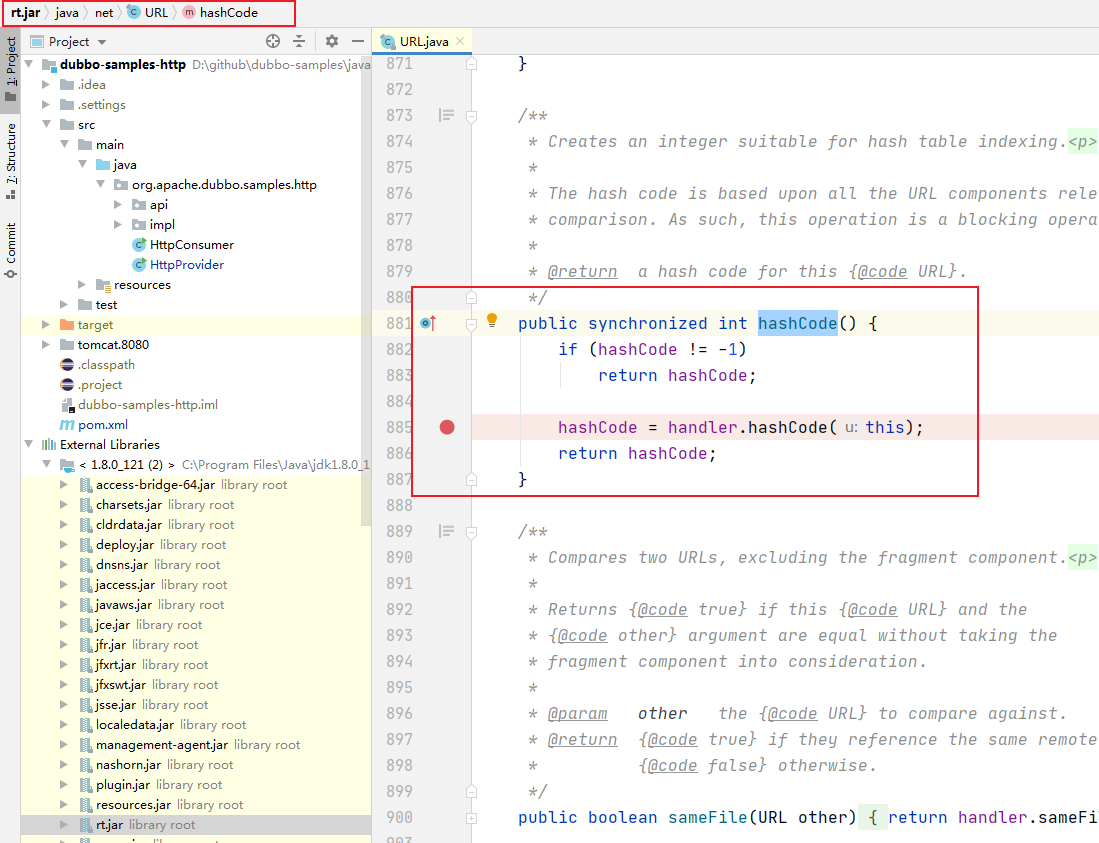 rt.jar java net URL hashCode
Project
URL.java
1: Project
7: Structure
Commit
dubbo-samples-http D:\github\dubbo-samples\java
.idea
.settings
src
main
java
org.apache.dubbo.samples.http
api
impl
HttpConsumer
HttpProvider
resources
test
target
tomcat.8080
.classpath
.project
dubbo-samples-http.iml
pom.xml
External Libraries
< 1.8.0_121 (2) > C:\Program Files\Java\jdk1.8.0_1
access-bridge-64.jar library root
charsets.jar library root
cldrdata.jar library root
deploy.jar library root
dnsns.jar library root
jaccess.jar library root
javaws.jar library root
jce.jar library root
jfr.jar library root
jfxrt.jar library root
jfxswt.jar library root
jsse.jar library root
localedata.jar library root
management-agent.jar library root
nashorn.jar library root
plugin.jar library root
resources.jar library root
rt.jar library root
871 }
872
873 /**
874 * Creates an integer suitable for hash table indexing.<p>
875 *
876 * The hash code is based upon all the URL components rele
877 * comparison. As such, this operation is a blocking opera
878 *
879 * @return a hash code for this {@code URL}.
880 */
881 public synchronized int hashCode() {
882 if (hashCode != -1)
883 return hashCode;
884
885 hashCode = handler.hashCode( u: this);
886 return hashCode;
887 }
888
889 /**
890 * Compares two URLs, excluding the fragment component.<p>
891 *
892 * Returns {@code true} if this {@code URL} and the
893 * {@code other} argument are equal without taking the
894 * fragment component into consideration.
895 *
896 * @param other the {@code URL} to compare against.
897 * @return {@code true} if they reference the same remote
898 * {@code false} otherwise.
899 */
900 public boolean sameFile(URL other) { return handler.sameFi
903